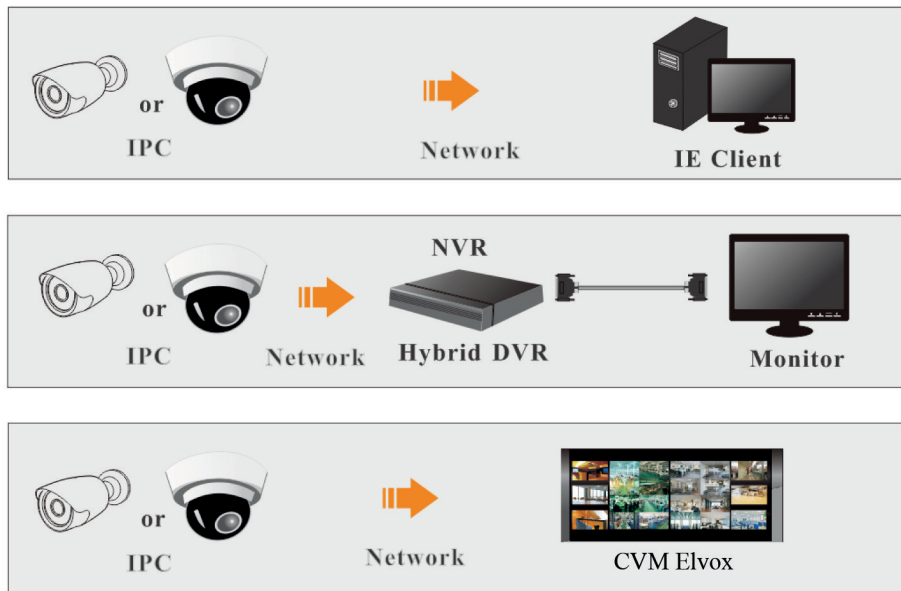 or
IPC
Network
IE Client
NVR
or
IPC
Network
Hybrid DVR
Monitor
or
IPC
Network
CVM Elvox